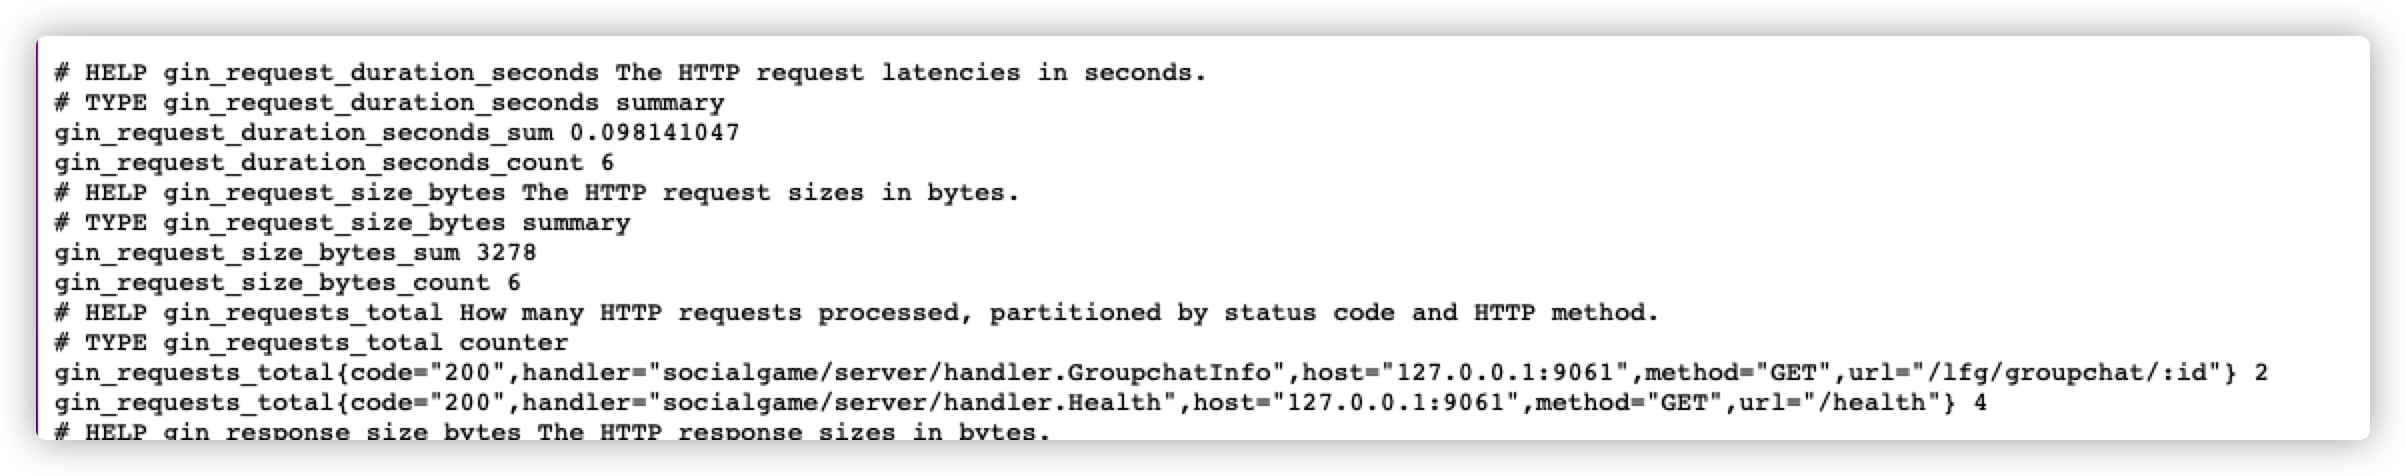 # HELP gin_request_duration_seconds The HTTP request latencies in seconds.
# TYPE gin_request_duration_seconds summary
gin_request_duration_seconds_sum 0.098141047
gin_request_duration_seconds_count 6
# HELP gin_request_size_bytes The HTTP request sizes in bytes.
# TYPE gin_request_size_bytes summary
gin_request_size_bytes_sum 3278
gin_request_size_bytes_count 6
# HELP gin_requests_total How many HTTP requests processed, partitioned by status code and HTTP method.
# TYPE gin_requests_total counter
gin_requests_total{code="200",handler="socialgame/server/handler.GroupchatInfo",host="127.0.0.1:9061",method="GET",url="/lfg/groupchat/:id"} 2
gin_requests_total{code="200",handler="socialgame/server/handler.Health",host="127.0.0.1:9061",method="GET",url="/health"} 4
# HELP gin_response_size_bytes The HTTP response sizes in bytes.